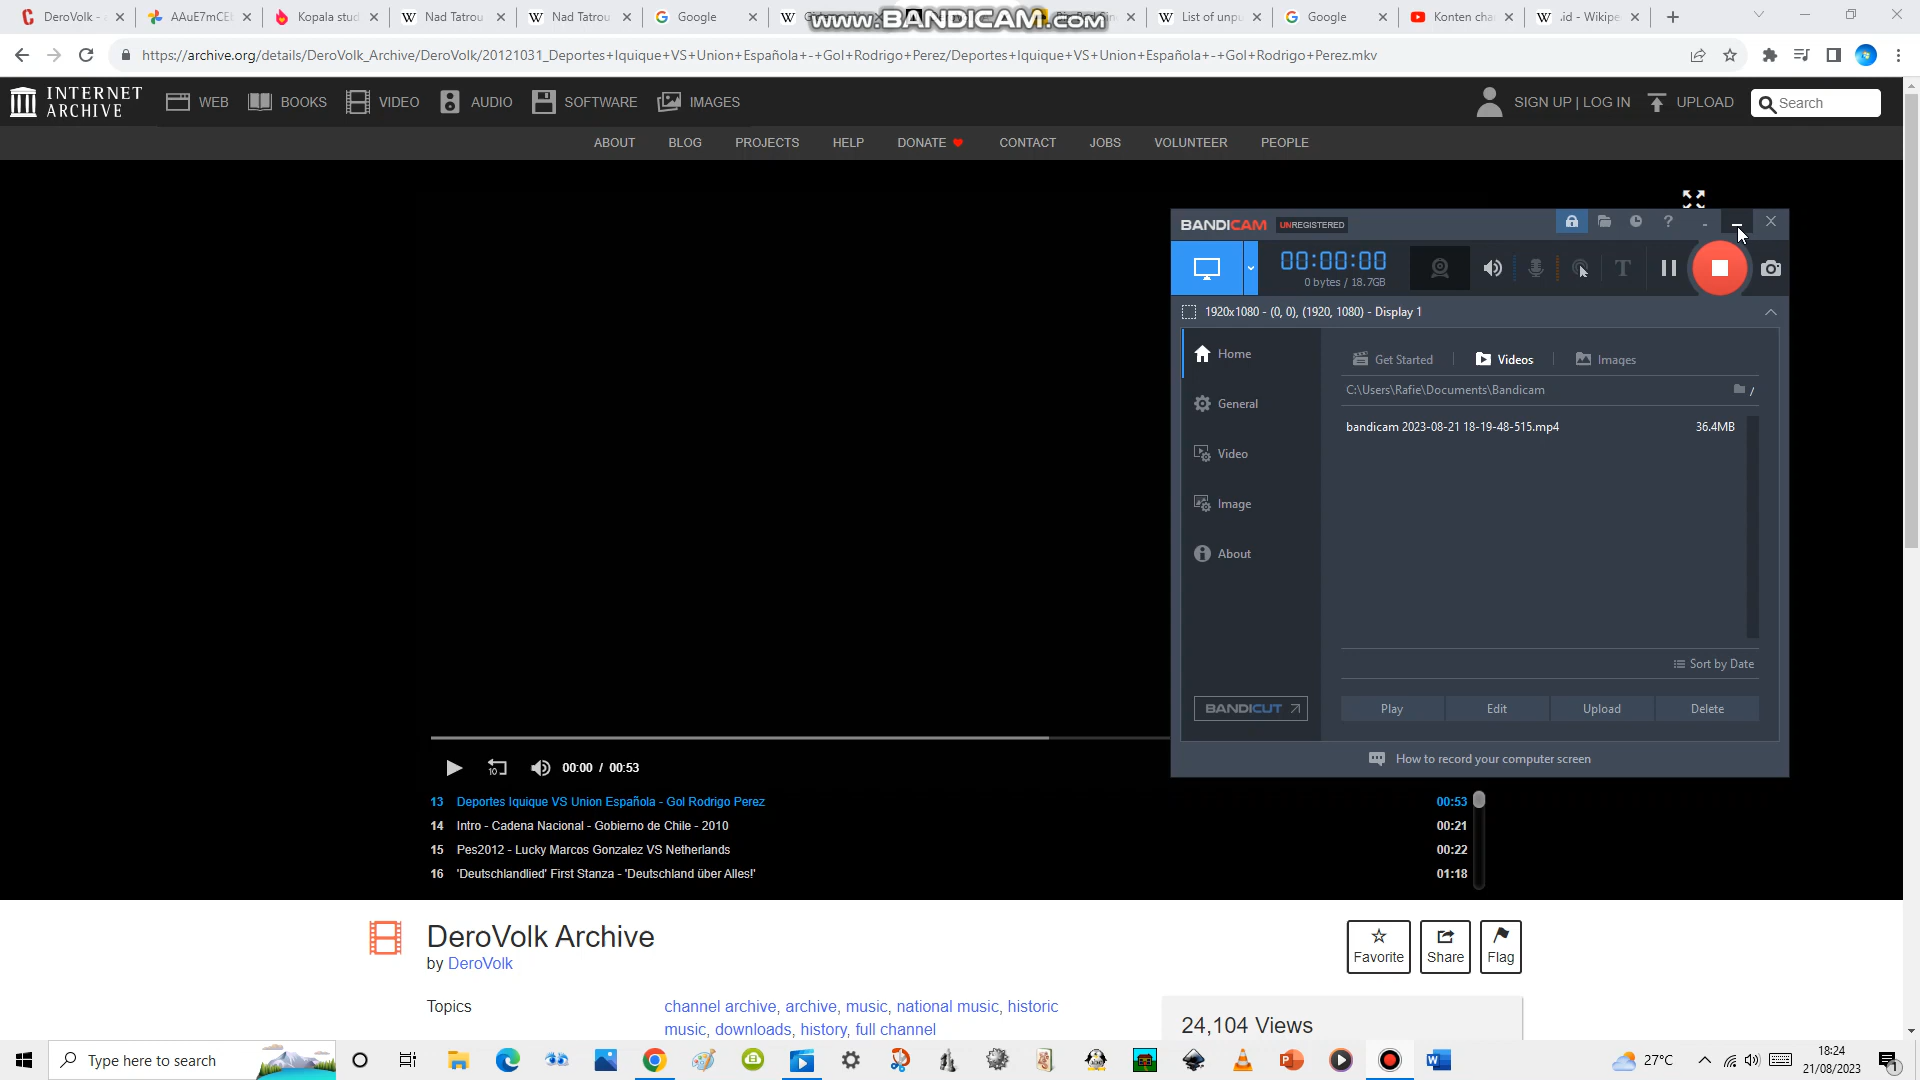 DeroVolk -
AAuE7mCE
Kopala stud
Nad Tatrou
Nad Tatrou
Google
www.BANDICAM.com
List of unpu
Google
Konten cha
.id - Wikipe
https://archive.org/details/DeroVolk_Archive/DeroVolk/20121031_Deportes+Iquique+VS+Union+Española+-+Gol+Rodrigo+Perez/Deportes+Iquique+VS+Union+Española+-+Gol+Rodrigo+Perez.mkv
INTERNET ARCHIVE
WEB BOOKS VIDEO AUDIO SOFTWARE IMAGES
SIGN UP | LOG IN UPLOAD Search
ABOUT BLOG PROJECTS HELP DONATE CONTACT JOBS VOLUNTEER PEOPLE
BANDICAM UNREGISTERED
00:00:00
0 bytes / 18.7GB
1920x1080 - (0, 0), (1920, 1080) - Display 1
Home
General
Video
Image
About
BANDICUT
Get Started Videos Images
C:\Users\Rafie\Documents\Bandicam
bandicam 2023-08-21 18-19-48-515.mp4 36.4MB
Sort by Date
Play Edit Upload Delete
How to record your computer screen
10 00:00 / 00:53
13 Deportes Iquique VS Union Española - Gol Rodrigo Perez 00:53
14 Intro - Cadena Nacional - Gobierno de Chile - 2010 00:21
15 Pes2012 - Lucky Marcos Gonzalez VS Netherlands 00:22
16 'Deutschlandlied' First Stanza - 'Deutschland über Alles!' 01:18
DeroVolk Archive
by DeroVolk
Favorite Share Flag
Topics channel archive, archive, music, national music, historic
music, downloads, history, full channel
24,104 Views
Type here to search
27°C
18:24
21/08/2023
1